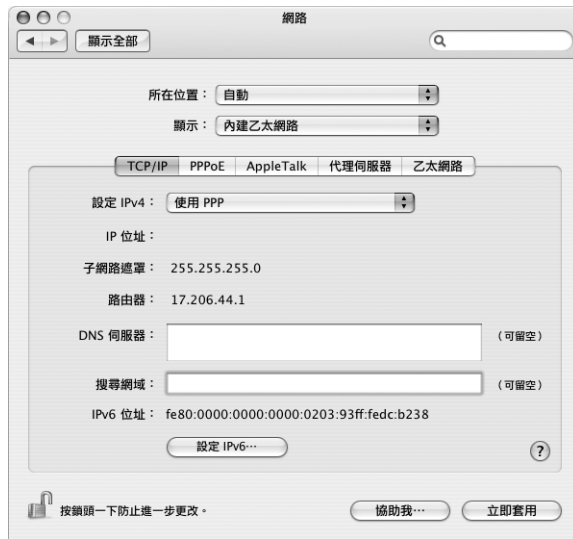 網路
顯示全部
所在位置： 自動
顯示： 內建乙太網路
TCP/IP PPPoE AppleTalk 代理伺服器 乙太網路
設定 IPv4： 使用 PPP
IP 位址：
子網路遮罩： 255.255.255.0
路由器： 17.206.44.1
DNS 伺服器： （可留空）
搜尋網域： （可留空）
IPv6 位址： fe80:0000:0000:0000:0203:93ff:fedc:b238
設定 IPv6⋯
?
按鎖頭一下防止進一步更改。 協助我⋯ 立即套用